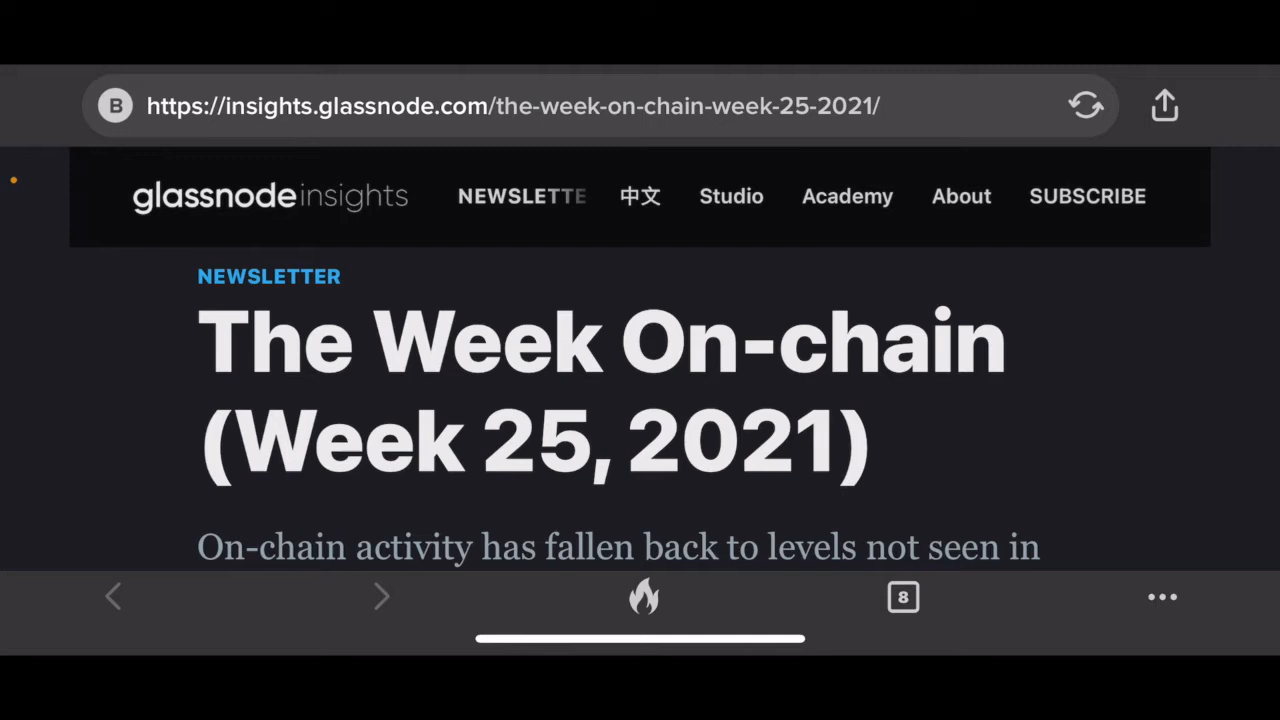 B https://insights.glassnode.com/the-week-on-chain-week-25-2021/
glassnode insights NEWSLETTE 中文 Studio Academy About SUBSCRIBE
NEWSLETTER
The Week On-chain
(Week 25, 2021)
On-chain activity has fallen back to levels not seen in
8